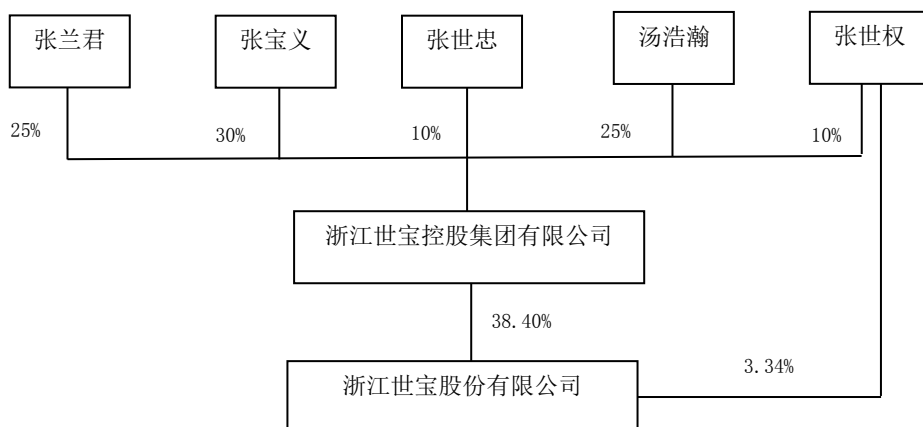 张兰君
张宝义
张世忠
汤浩瀚
张世权
25%
30%
10%
25%
10%
浙江世宝控股集团有限公司
38.40%
3.34%
浙江世宝股份有限公司